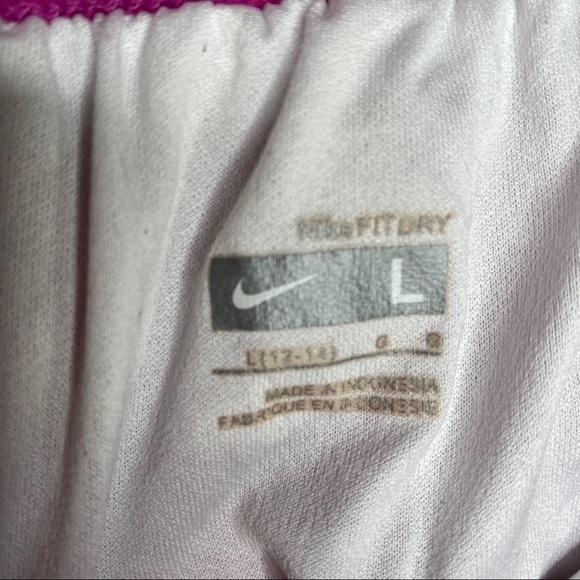 NIKE FIT DRY
L
L(12-14) G G
MADE IN INDONESIA
FABRIQUE EN INDONESIE